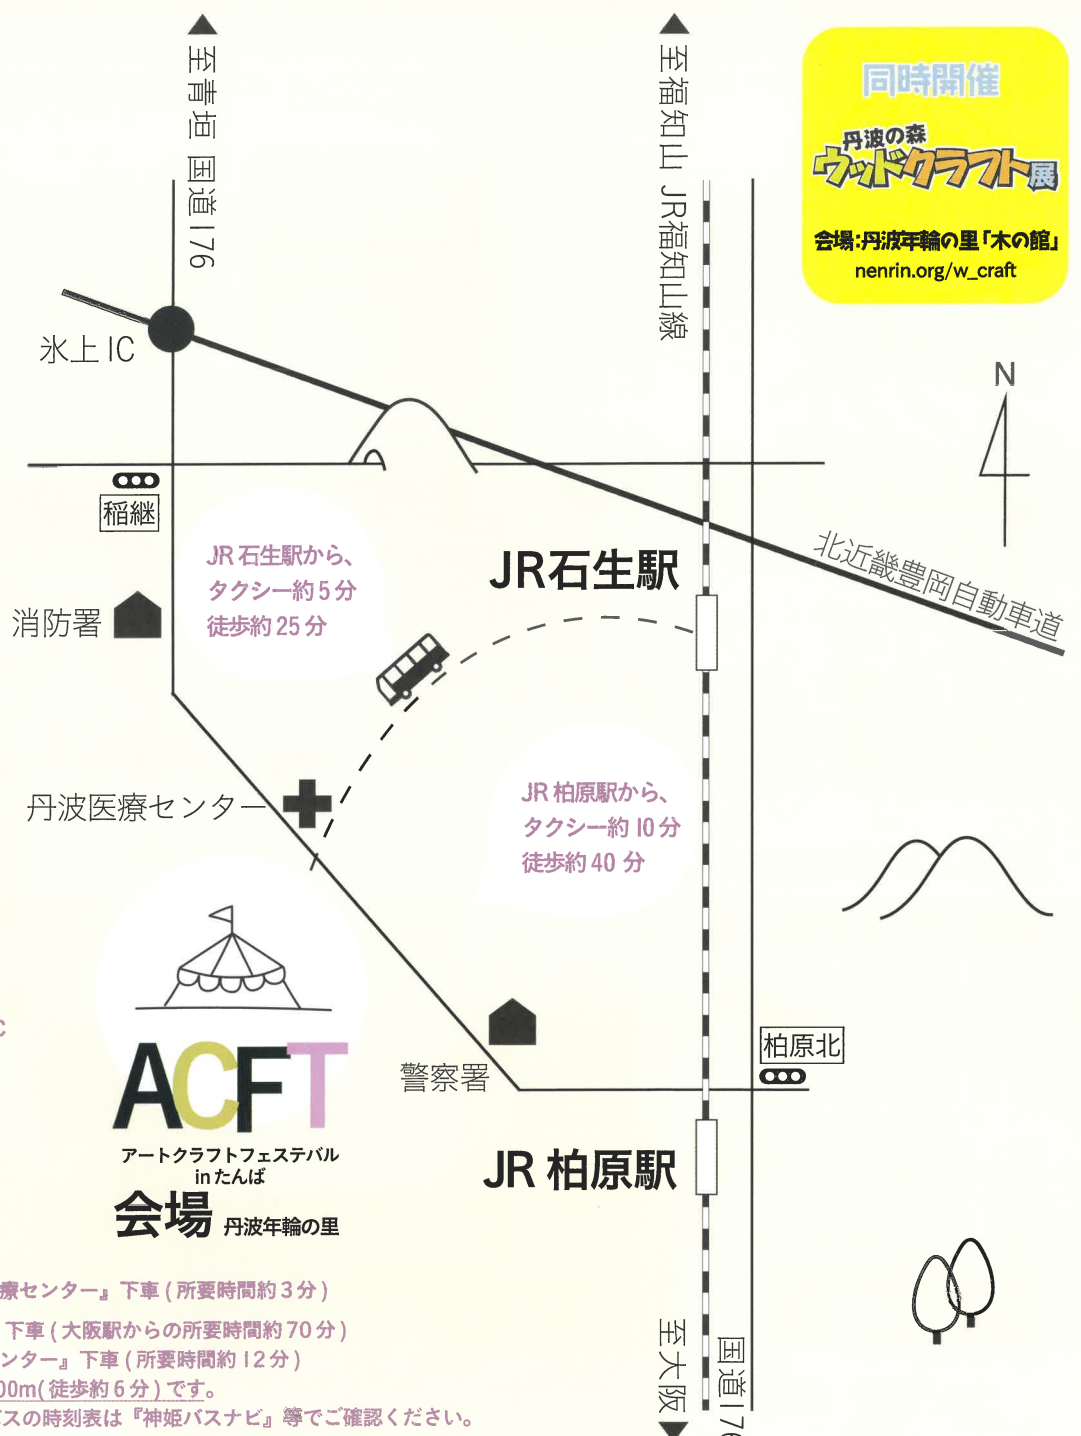 至青垣 国道176
至福知山 JR福知山線
同時開催
丹波の森
ウッドクラフト展
会場:丹波年輪の里「木の館」
nenrin.org/w_craft
氷上IC
N
稲継
北近畿豊岡自動車道
JR石生駅から、
タクシー約5分
徒歩約25分
JR石生駅
消防署
丹波医療センター
JR柏原駅から、
タクシー約10分
徒歩約40分
柏原北
警察署
ACFT
アートクラフトフェステバル
inたんば
会場 丹波年輪の里
JR 柏原駅
療センター』下車(所要時間約3分)
下車(大阪駅からの所要時間約70分)
ンター』下車(所要時間約12分)
00m(徒歩約6分)です。
スの時刻表は『神姫バスナビ』等でご確認ください。
至大阪
国道176